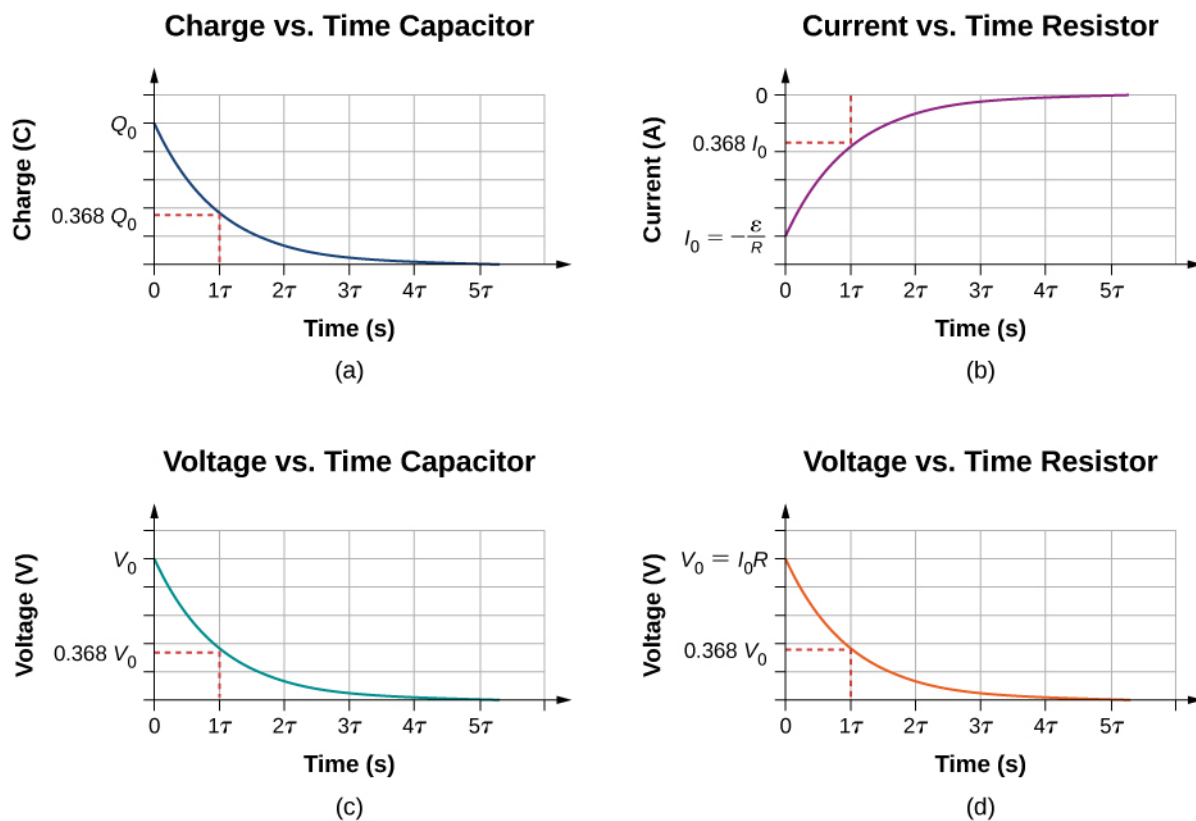 Charge vs. Time Capacitor
Charge (C)
Q₀
0.368 Q₀
0 1τ 2τ 3τ 4τ 5τ
Time (s)
(a)
Current vs. Time Resistor
Current (A)
0
0.368 I₀
I₀ = −ε/R
0 1τ 2τ 3τ 4τ 5τ
Time (s)
(b)
Voltage vs. Time Capacitor
Voltage (V)
V₀
0.368 V₀
0 1τ 2τ 3τ 4τ 5τ
Time (s)
(c)
Voltage vs. Time Resistor
Voltage (V)
V₀ = I₀R
0.368 V₀
0 1τ 2τ 3τ 4τ 5τ
Time (s)
(d)